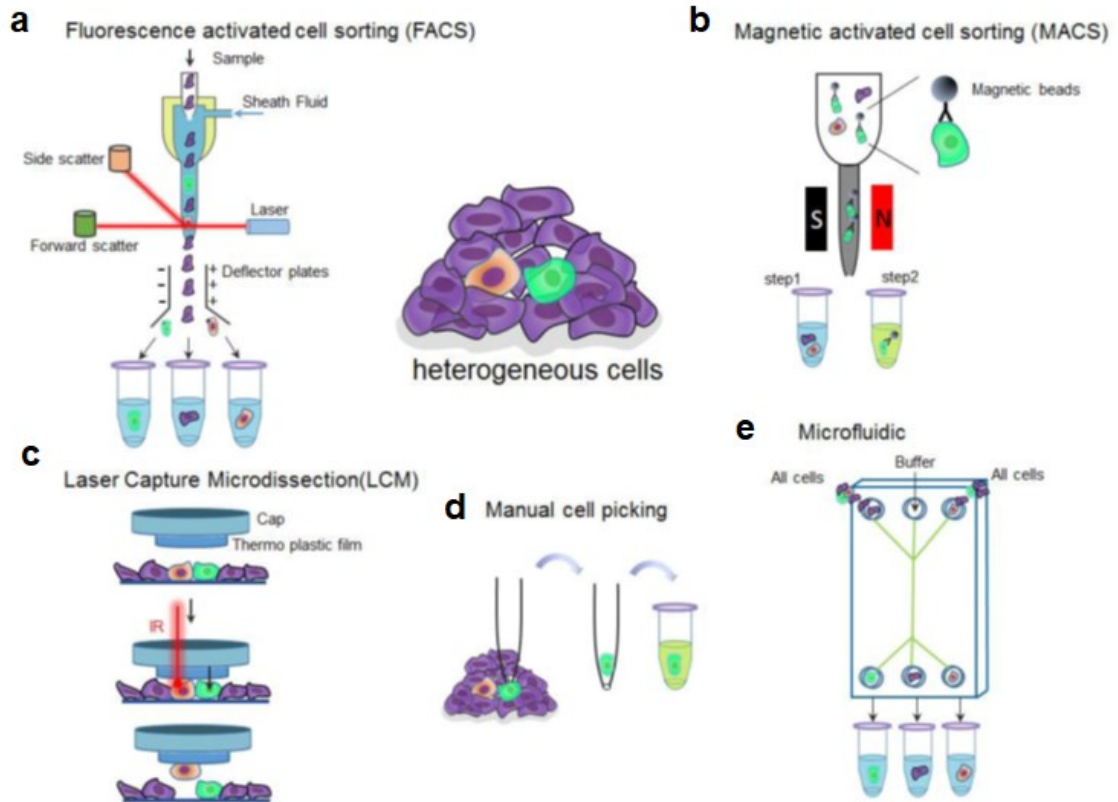 a
Fluorescence activated cell sorting (FACS)
Sample
Sheath Fluid
Side scatter
Laser
Forward scatter
- Deflector plates +
- +
- +
b
Magnetic activated cell sorting (MACS)
Magnetic beads
S
N
step1
step2
heterogeneous cells
c
Laser Capture Microdissection(LCM)
Cap
Thermo plastic film
IR
d
Manual cell picking
e
Microfluidic
Buffer
All cells
All cells